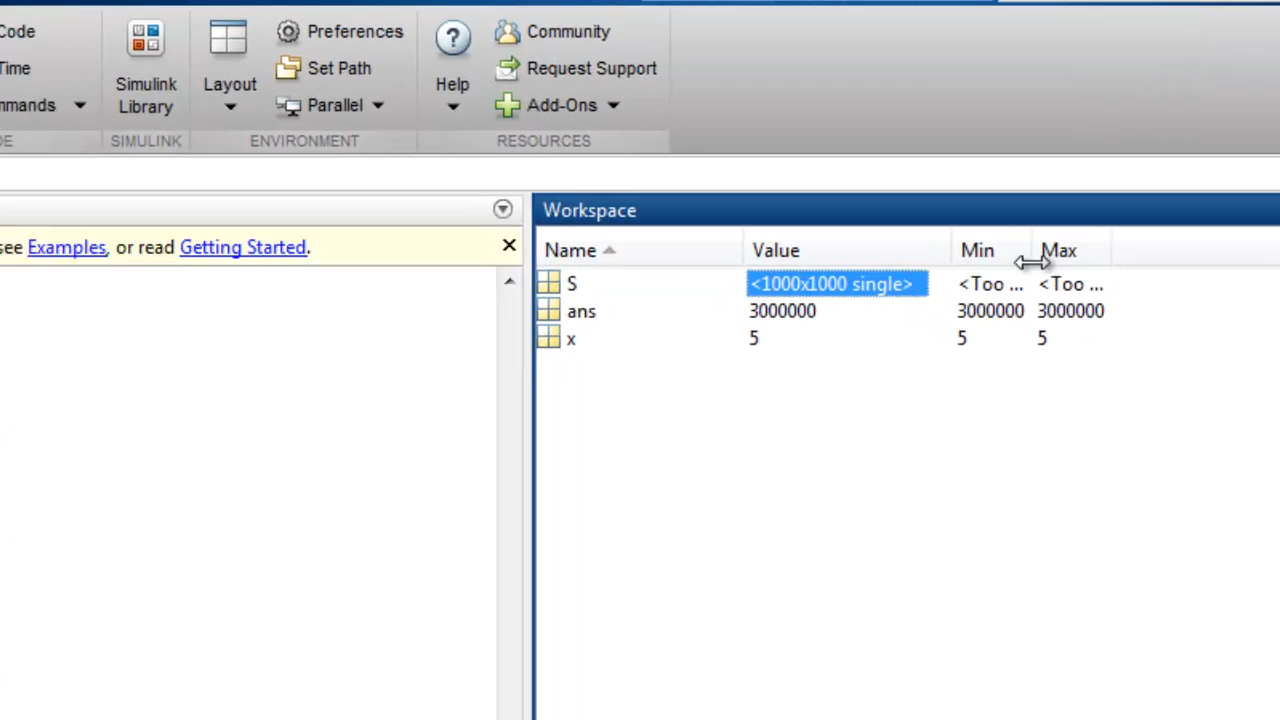 Code
Preferences
Community
Time
Set Path
Request Support
Simulink
Library
Layout
Help
mmands
Parallel
Add-Ons
DE
SIMULINK
ENVIRONMENT
RESOURCES
Workspace
see Examples, or read Getting Started.
Name Value Min Max
S <1000x1000 single> <Too ... <Too ...
ans 3000000 3000000 3000000
x 5 5 5